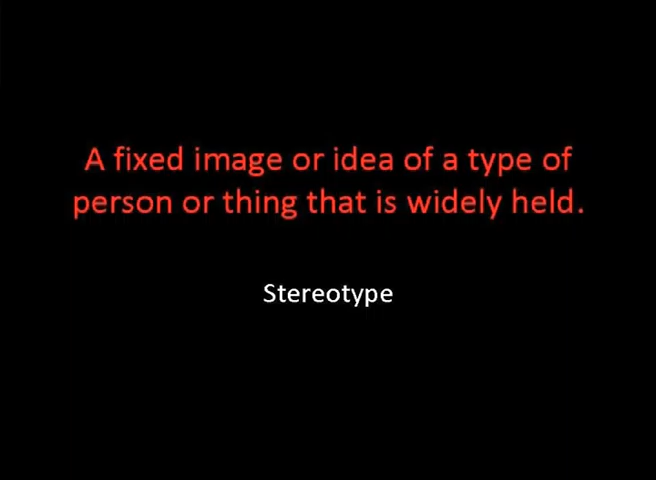 A fixed image or idea of a type of
person or thing that is widely held.
Stereotype